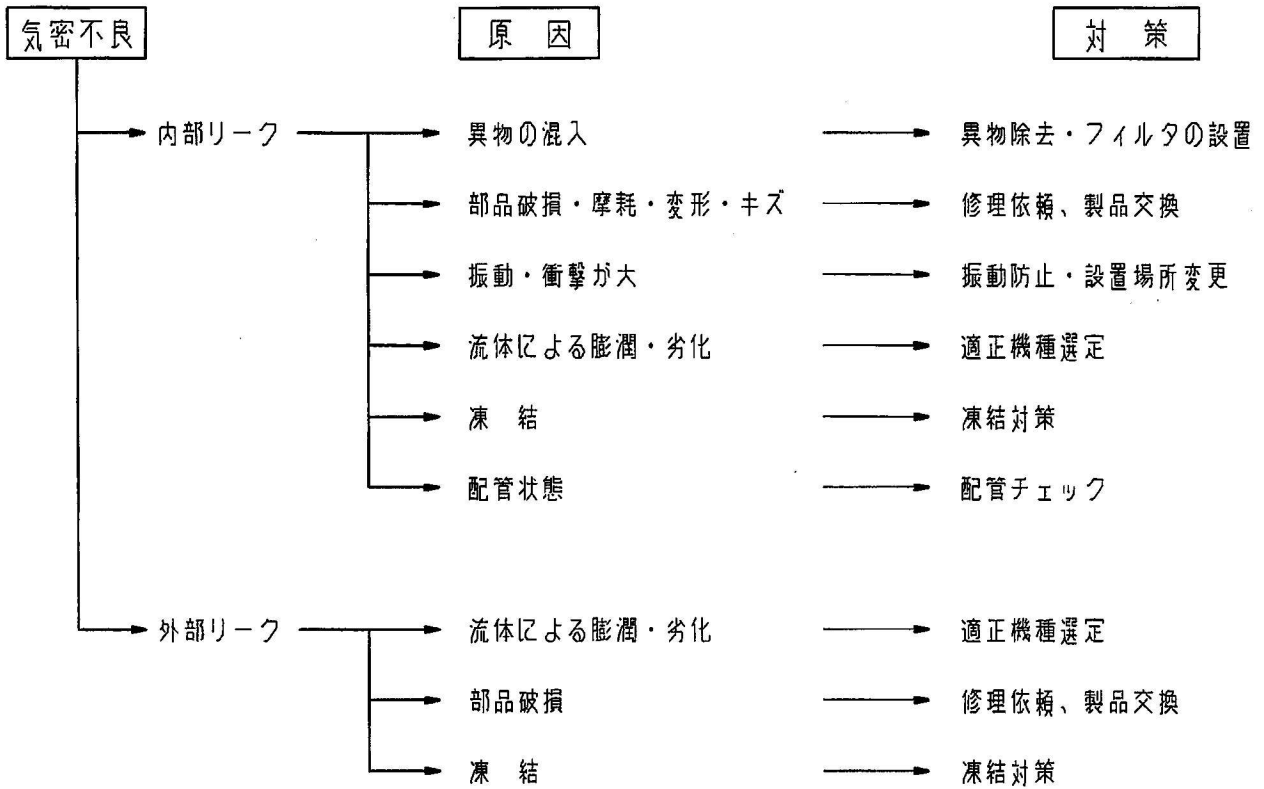 気密不良 原　因 対　策
内部リーク 異物の混入 異物除去・フィルタの設置
部品破損・摩耗・変形・キズ 修理依頼、製品交換
振動・衝撃が大 振動防止・設置場所変更
流体による膨潤・劣化 適正機種選定
凍　結 凍結対策
配管状態 配管チェック
外部リーク 流体による膨潤・劣化 適正機種選定
部品破損 修理依頼、製品交換
凍　結 凍結対策